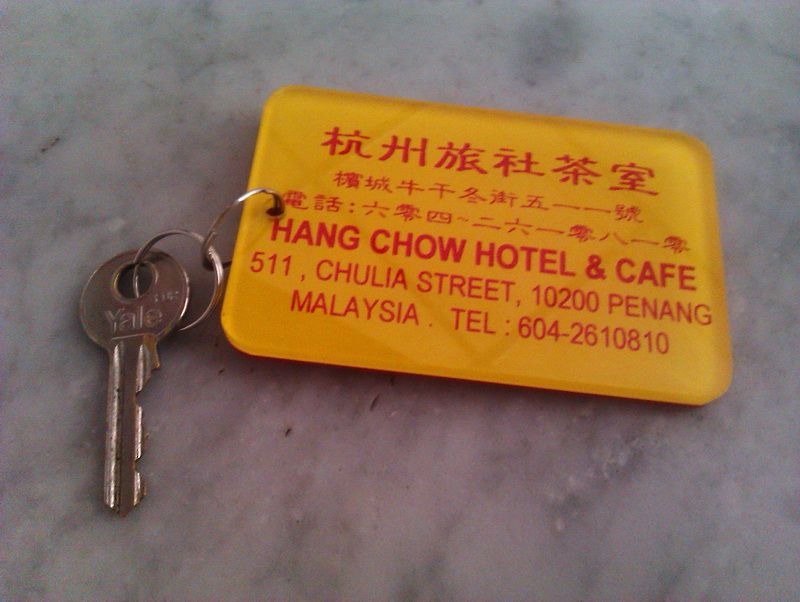 杭州旅社茶室
檳城牛干冬街五一一號
電話:六零四~二六一零八一零
HANG CHOW HOTEL & CAFE
511 , CHULIA STREET, 10200 PENANG
MALAYSIA . TEL : 604-2610810
Yale